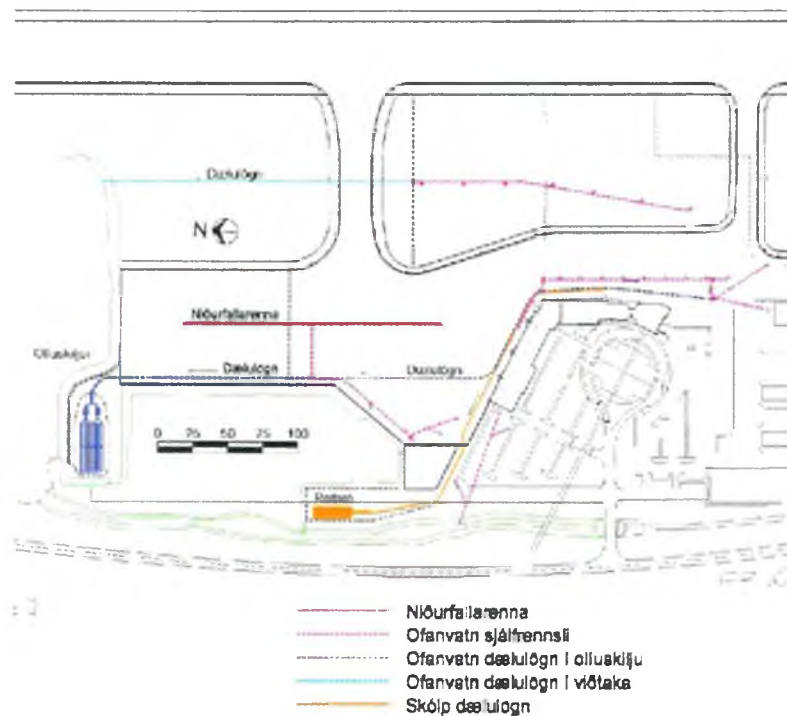 Dælulögn
N
Niðurfallarenna
Olíuskiljur
Dælulögn
Dælulögn
0 25 50 75 100
Niðurfallarenna
Ofanvatn sjálfrennsli
Ofanvatn dælulögn í olíuskilju
Ofanvatn dælulögn í viðtaka
Skólp dælulögn